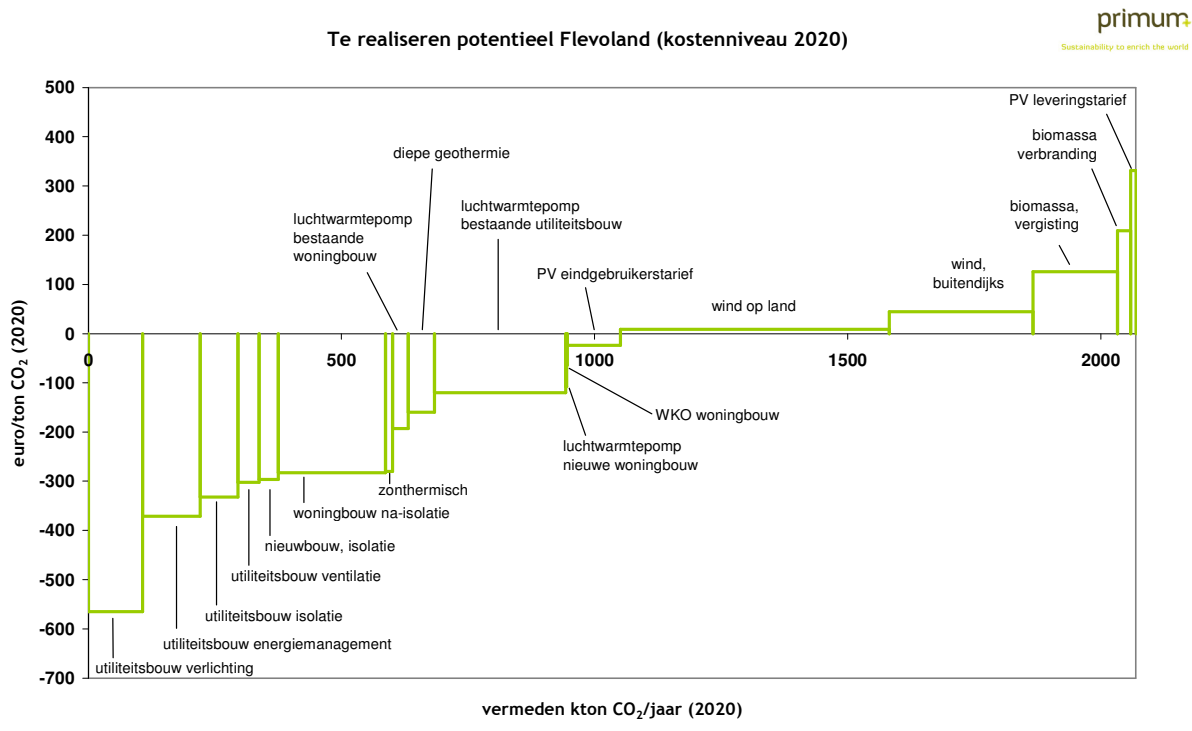 primum
Sustainability to enrich the world
Te realiseren potentieel Flevoland (kostenniveau 2020)
500
400
300
200
100
0
-100
-200
-300
-400
-500
-600
-700
euro/ton CO₂ (2020)
0
500
1000
1500
2000
PV leveringstarief
biomassa
verbranding
diepe geothermie
luchtwarmtepomp
bestaande
woningbouw
luchtwarmtepomp
bestaande utiliteitsbouw
biomassa,
vergisting
PV eindgebruikerstarief
wind,
buitendijks
wind op land
WKO woningbouw
luchtwarmtepomp
nieuwe woningbouw
zonthermisch
woningbouw na-isolatie
nieuwbouw, isolatie
utiliteitsbouw ventilatie
utiliteitsbouw isolatie
utiliteitsbouw energiemanagement
utiliteitsbouw verlichting
vermeden kton CO₂/jaar (2020)